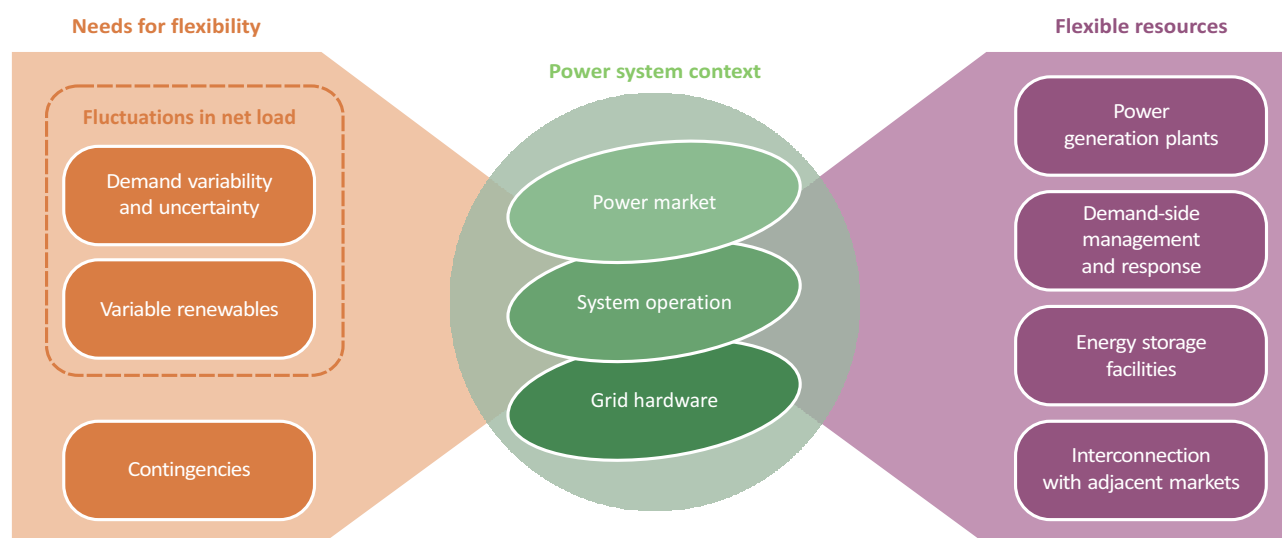 Needs for flexibility
Fluctuations in net load
Demand variability
and uncertainty
Variable renewables
Contingencies
Power system context
Power market
System operation
Grid hardware
Flexible resources
Power
generation plants
Demand-side
management
and response
Energy storage
facilities
Interconnection
with adjacent markets